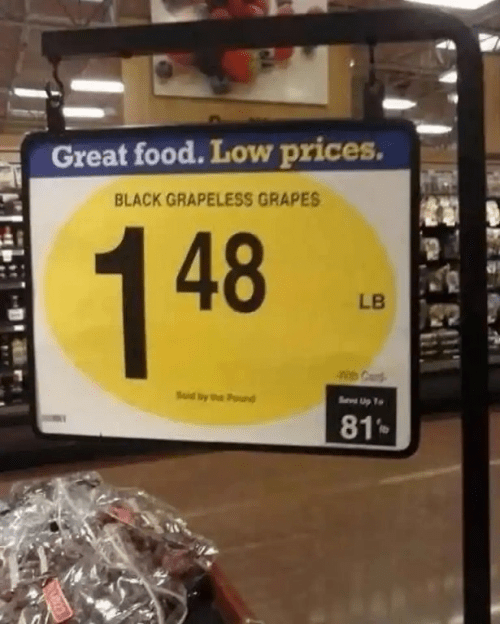 Great food. Low prices.
BLACK GRAPELESS GRAPES
1 48
LB
With Card
Sold by the Pound
Save Up To
81¢ lb